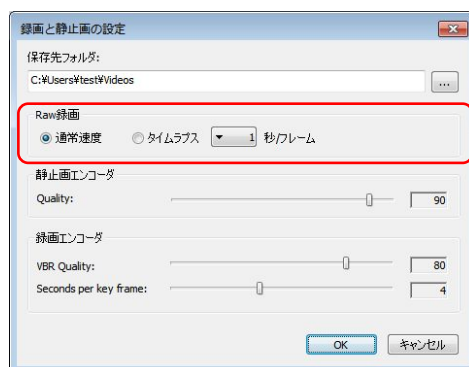 録画と静止画の設定
保存先フォルダ:
C:¥Users¥test¥Videos
...
Raw録画
通常速度 タイムラプス 1 秒/フレーム
静止画エンコーダ
Quality: 90
録画エンコーダ
VBR Quality: 80
Seconds per key frame: 4
OK キャンセル